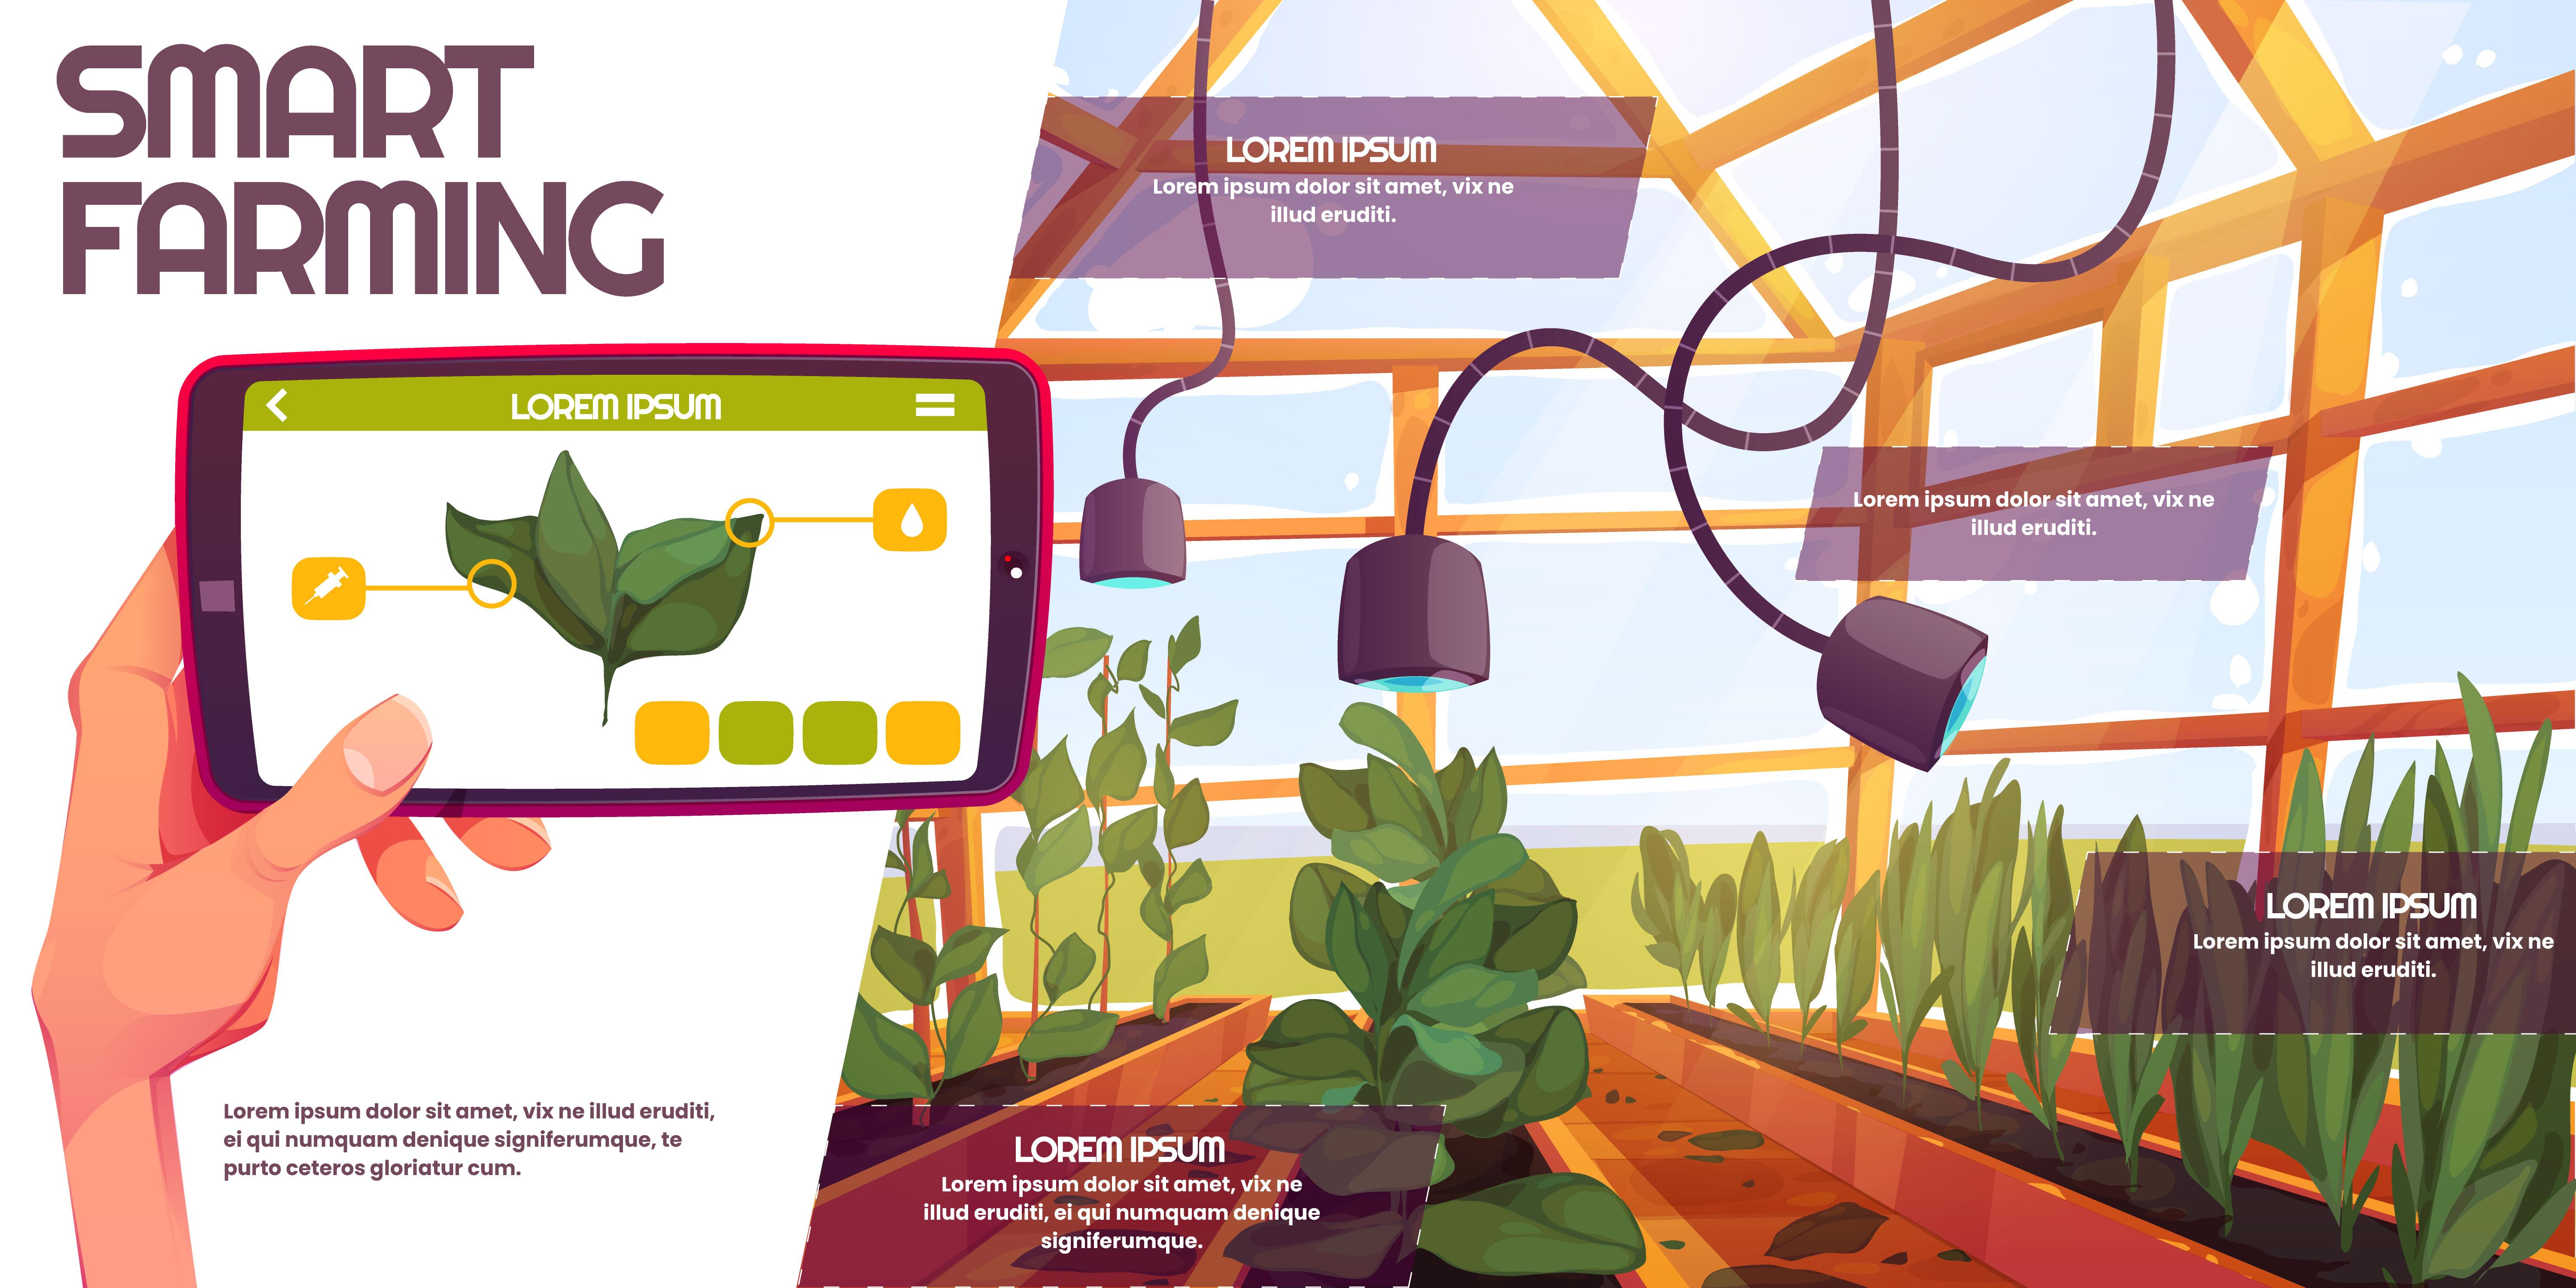 SMART
FARMING
LOREM IPSUM
Lorem ipsum dolor sit amet, vix ne
illud eruditi.
LOREM IPSUM
Lorem ipsum dolor sit amet, vix ne
illud eruditi.
LOREM IPSUM
Lorem ipsum dolor sit amet, vix ne
illud eruditi.
Lorem ipsum dolor sit amet, vix ne illud eruditi,
ei qui numquam denique signiferumque, te
purto ceteros gloriatur cum.
LOREM IPSUM
Lorem ipsum dolor sit amet, vix ne
illud eruditi, ei qui numquam denique
signiferumque.